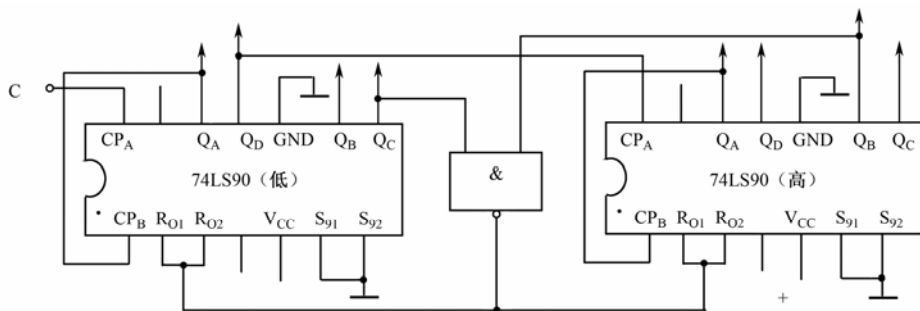 C
CP_A Q_A Q_D GND Q_B Q_C
74LS90（低）
CP_B R_O1 R_O2 V_CC S_91 S_92
&
CP_A Q_A Q_D GND Q_B Q_C
74LS90（高）
CP_B R_O1 R_O2 V_CC S_91 S_92
+